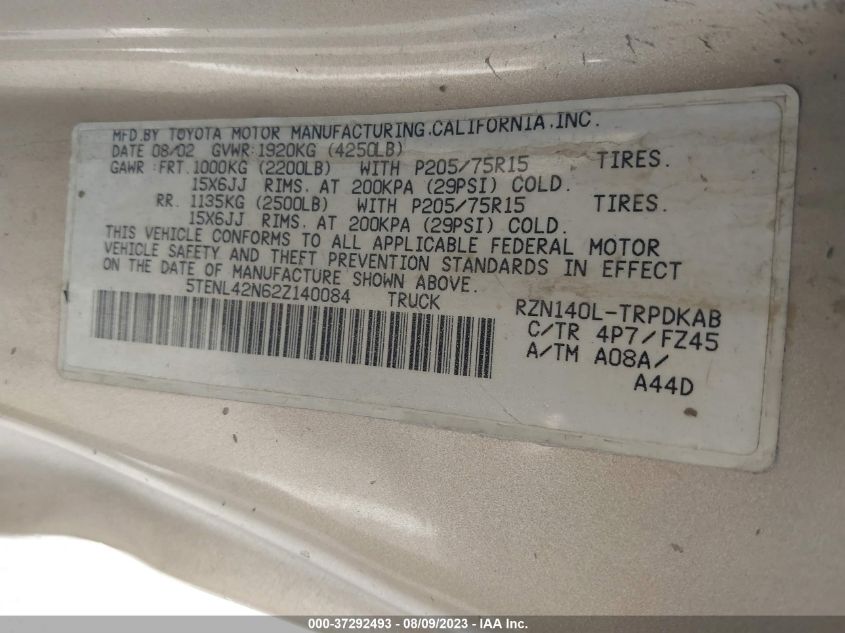 MFD.BY TOYOTA MOTOR MANUFACTURING.CALIFORNIA.INC.
DATE 08/02 GVWR:1920KG (4250LB)
GAWR :FRT.1000KG (2200LB) WITH P205/75R15 TIRES.
15X6JJ RIMS. AT 200KPA (29PSI) COLD.
RR. 1135KG (2500LB) WITH P205/75R15 TIRES.
15X6JJ RIMS. AT 200KPA (29PSI) COLD.
THIS VEHICLE CONFORMS TO ALL APPLICABLE FEDERAL MOTOR
VEHICLE SAFETY AND THEFT PREVENTION STANDARDS IN EFFECT
ON THE DATE OF MANUFACTURE SHOWN ABOVE.
5TENL42N62Z140084 TRUCK
RZN140L-TRPDKAB
C/TR 4P7/FZ45
A/TM A08A/
A44D
000-37292493 - 08/09/2023 - IAA Inc.